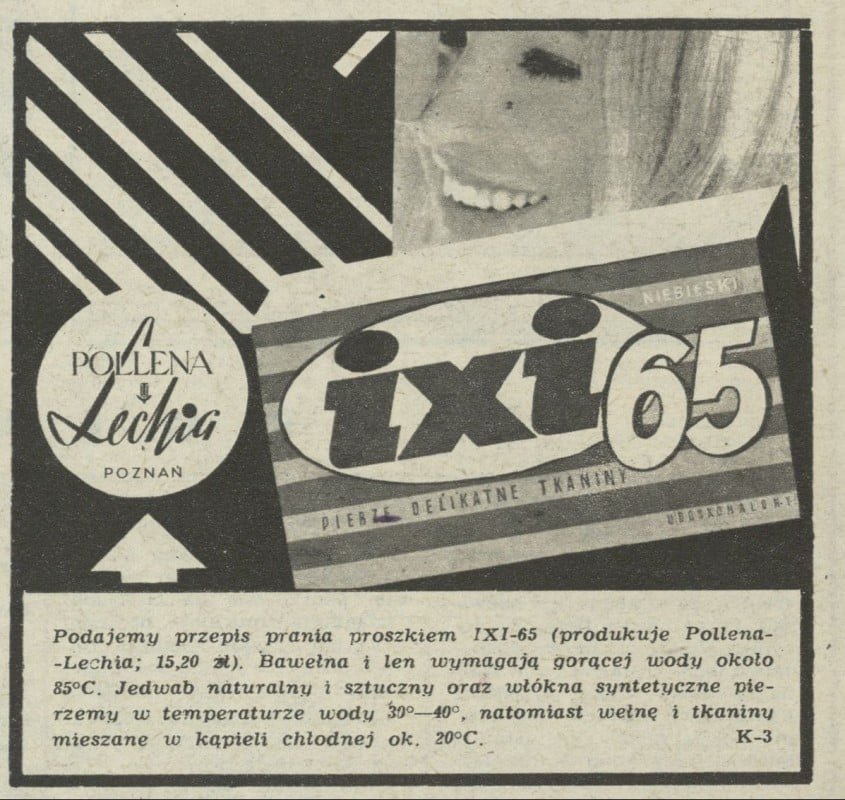 NIEBIESKI
ixi 65
POLLENA
Lechia
POZNAŃ
PIERZE DELIKATNE TKANINY
UDOSKONALONY
Podajemy przepis prania proszkiem IXI-65 (produkuje Pollena-
-Lechia; 15,20 zł). Bawełna i len wymagają gorącej wody około
85°C. Jedwab naturalny i sztuczny oraz włókna syntetyczne pie-
rzemy w temperaturze wody 30°—40°, natomiast wełnę i tkaniny
mieszane w kąpieli chłodnej ok. 20°C. K-3